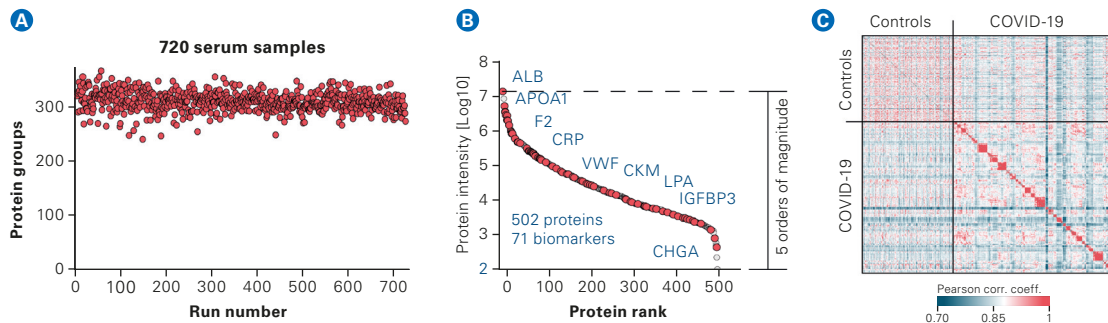 A
720 serum samples
Protein groups
300
200
300
100
0
0 100 200 300 400 500 600 700
Run number
B
Protein intensity [Log10]
8
7
6
5
4
3
2
ALB
APOA1
F2
CRP
VWF
CKM
LPA
IGFBP3
502 proteins
71 biomarkers
CHGA
5 orders of magnitude
0 100 200 300 400 500
Protein rank
C
Controls COVID-19
Controls
COVID-19
Pearson corr. coeff.
0.70 0.85 1